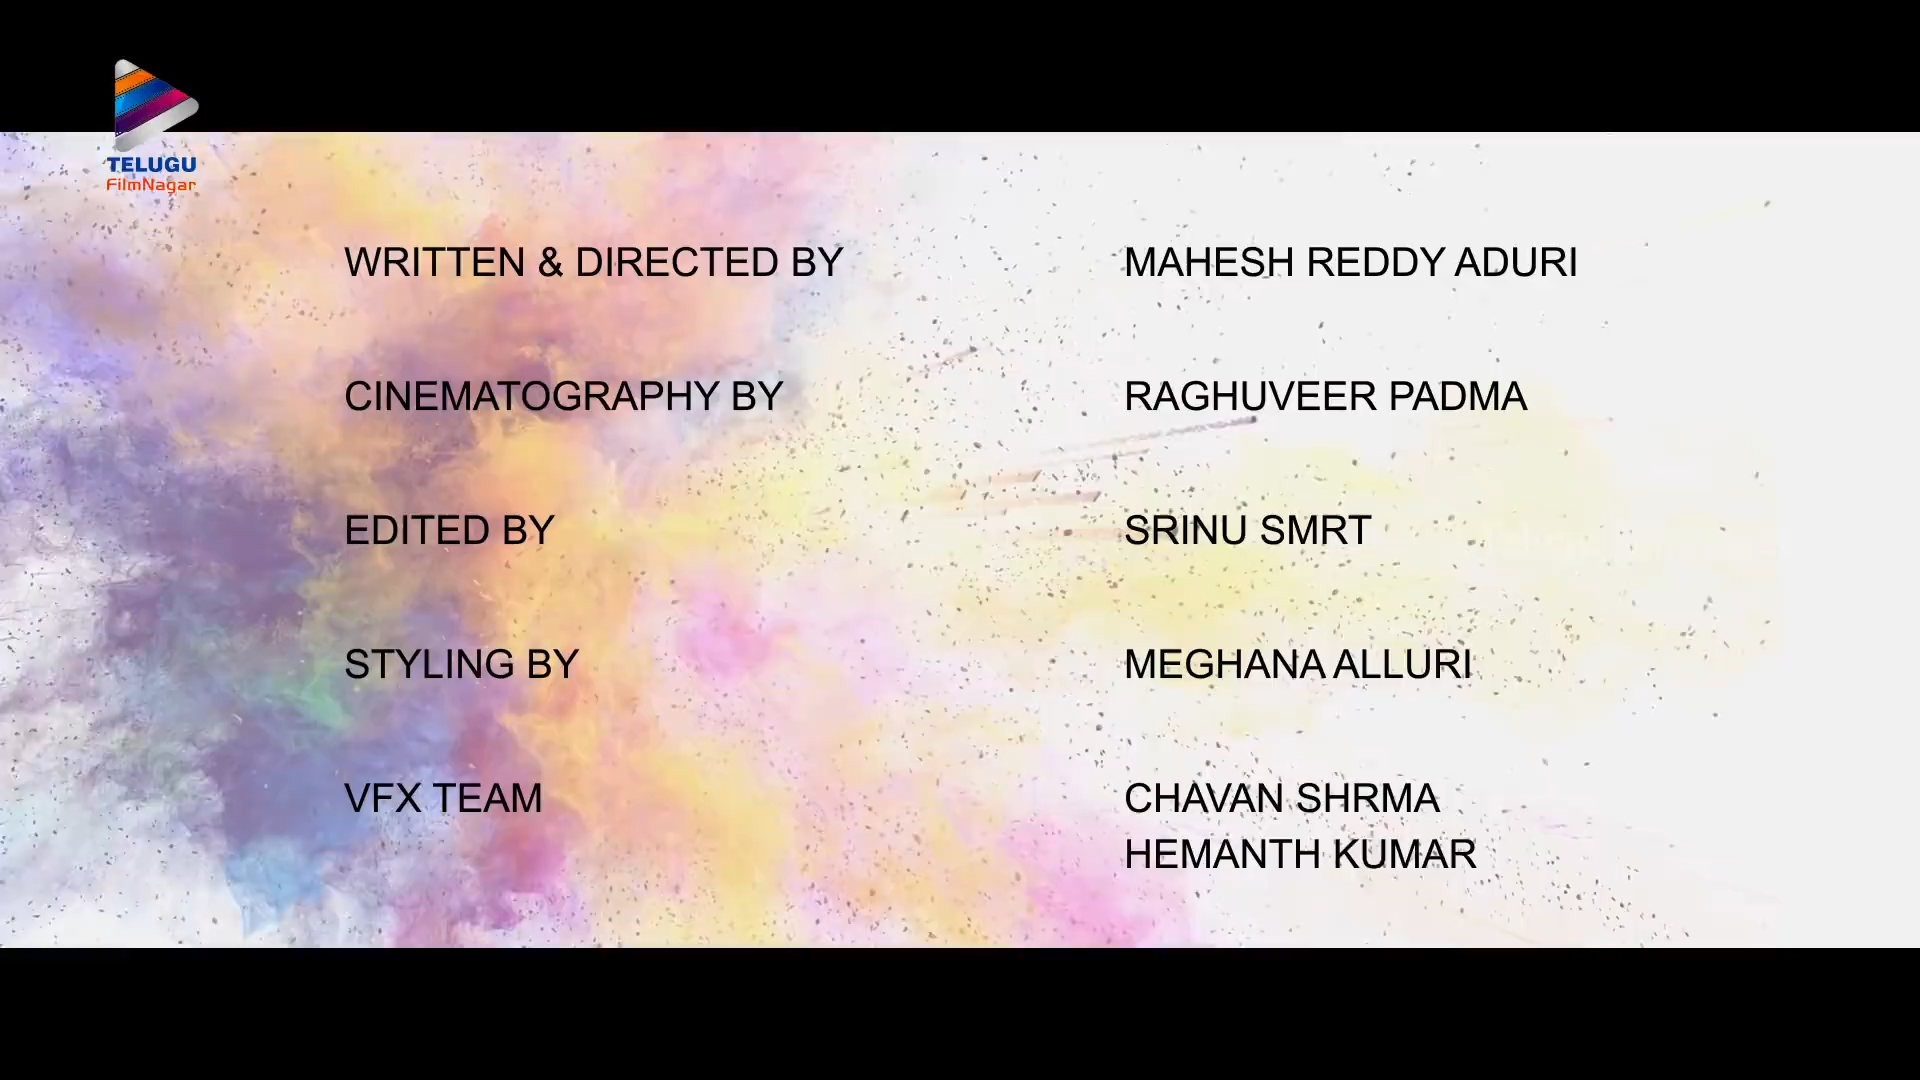 TELUGU
FilmNagar
WRITTEN & DIRECTED BY MAHESH REDDY ADURI
CINEMATOGRAPHY BY RAGHUVEER PADMA
EDITED BY SRINU SMRT
STYLING BY MEGHANA ALLURI
VFX TEAM CHAVAN SHRMA
HEMANTH KUMAR